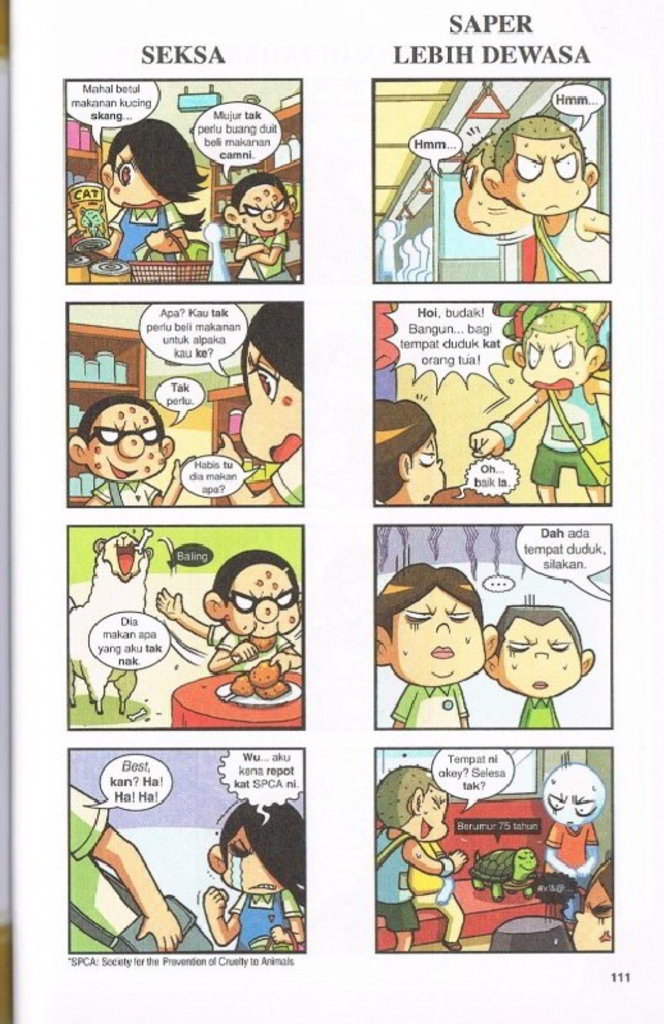 SEKSA
Mahal betul
makanan kucing
skang...
Mujur tak
perlu buang duit
beli makanan
camni.
CAT
Apa? Kau tak
perlu beli makanan
untuk alpaka
kau ke?
Tak
perlu.
Habis tu
dia makan
apa?
Baling
Dia
makan apa
yang aku tak
nak.
Best,
kan? Ha!
Ha! Ha!
Wu... aku
kena repot
kat SPCA ni.
*SPCA: Society for the Prevention of Cruelty to Animals
SAPER
LEBIH DEWASA
Hmm...
Hmm...
Hoi, budak!
Bangun... bagi
tempat duduk kat
orang tua!
Oh...
baik la.
Dah ada
tempat duduk,
silakan.
...
Tempat ni
okey? Selesa
tak?
Berumur 75 tahun
111